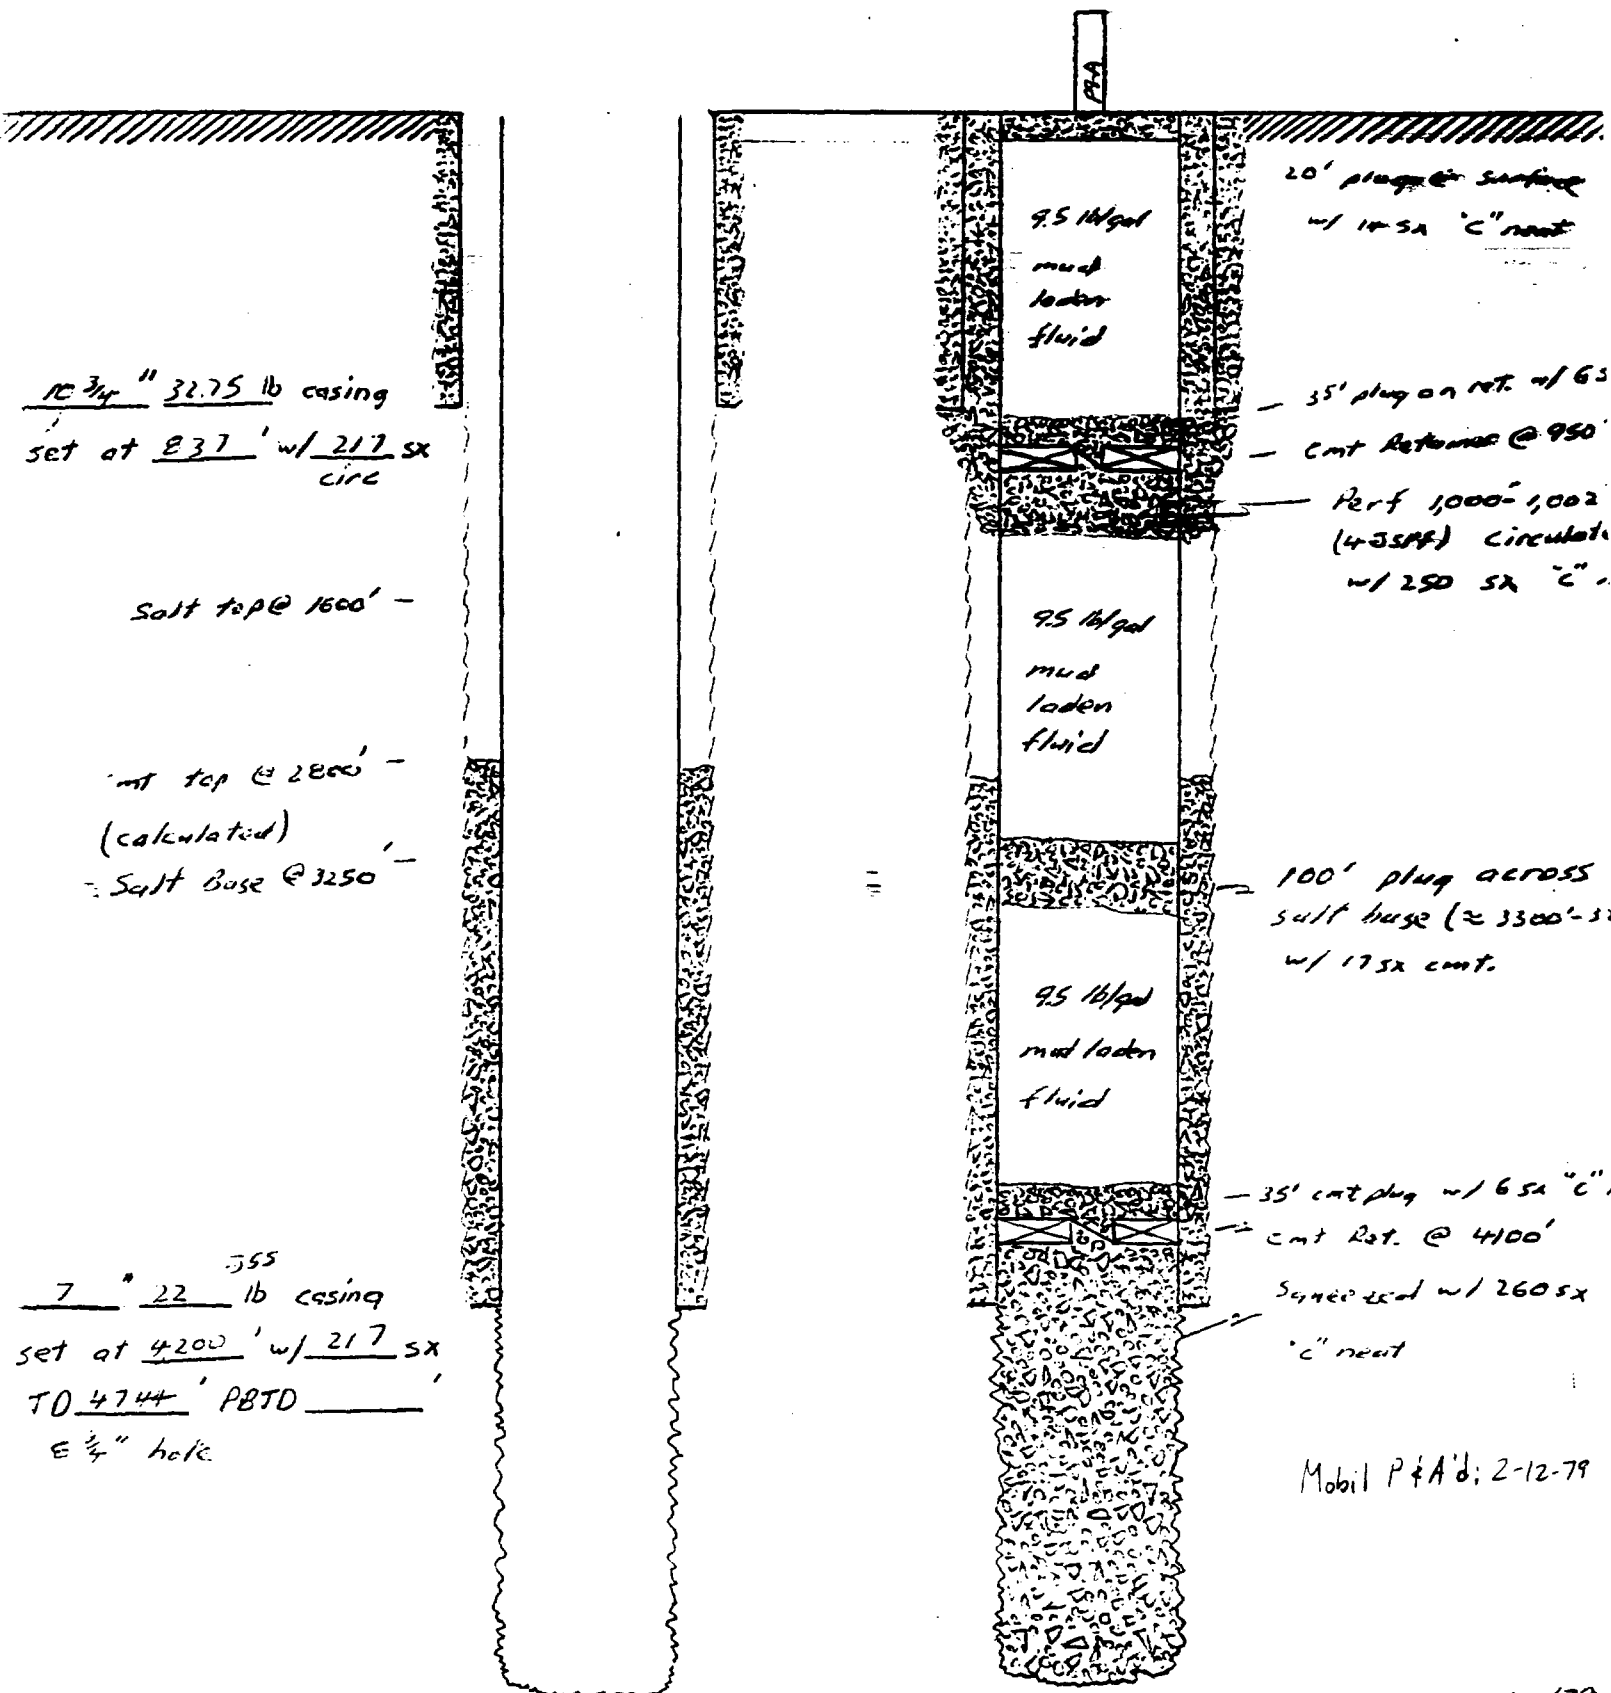 P&A
20' plug @ surface
w/ 14 sx "C" neat
9.5 lb/gal
mud
laden
fluid
10 3/4 " 32.75 lb casing
set at 837 ' w/ 217 sx
circ
35' plug on ret. w/ 6 s
Cmt Retainer @ 950'
Perf 1,000'-1,002
(4 JSPF) Circulate
w/ 250 sx "C"
Salt top @ 1600' -
9.5 lb/gal
mud
laden
fluid
mt top @ 2800' -
(calculated)
Salt Base @ 3250' -
100' plug across
salt base (≈ 3300'-32
w/ 17 sx cmt.
9.5 lb/gal
mud laden
fluid
35' cmt plug w/ 6 sx "C"
Cmt Ret. @ 4100'
J55
7 " 22 lb casing
set at 4200 ' w/ 217 sx
TD 4744 ' PBTD '
8 3/4" hole
Squeezed w/ 260 sx
"C" neat
Mobil P&A'd; 2-12-79